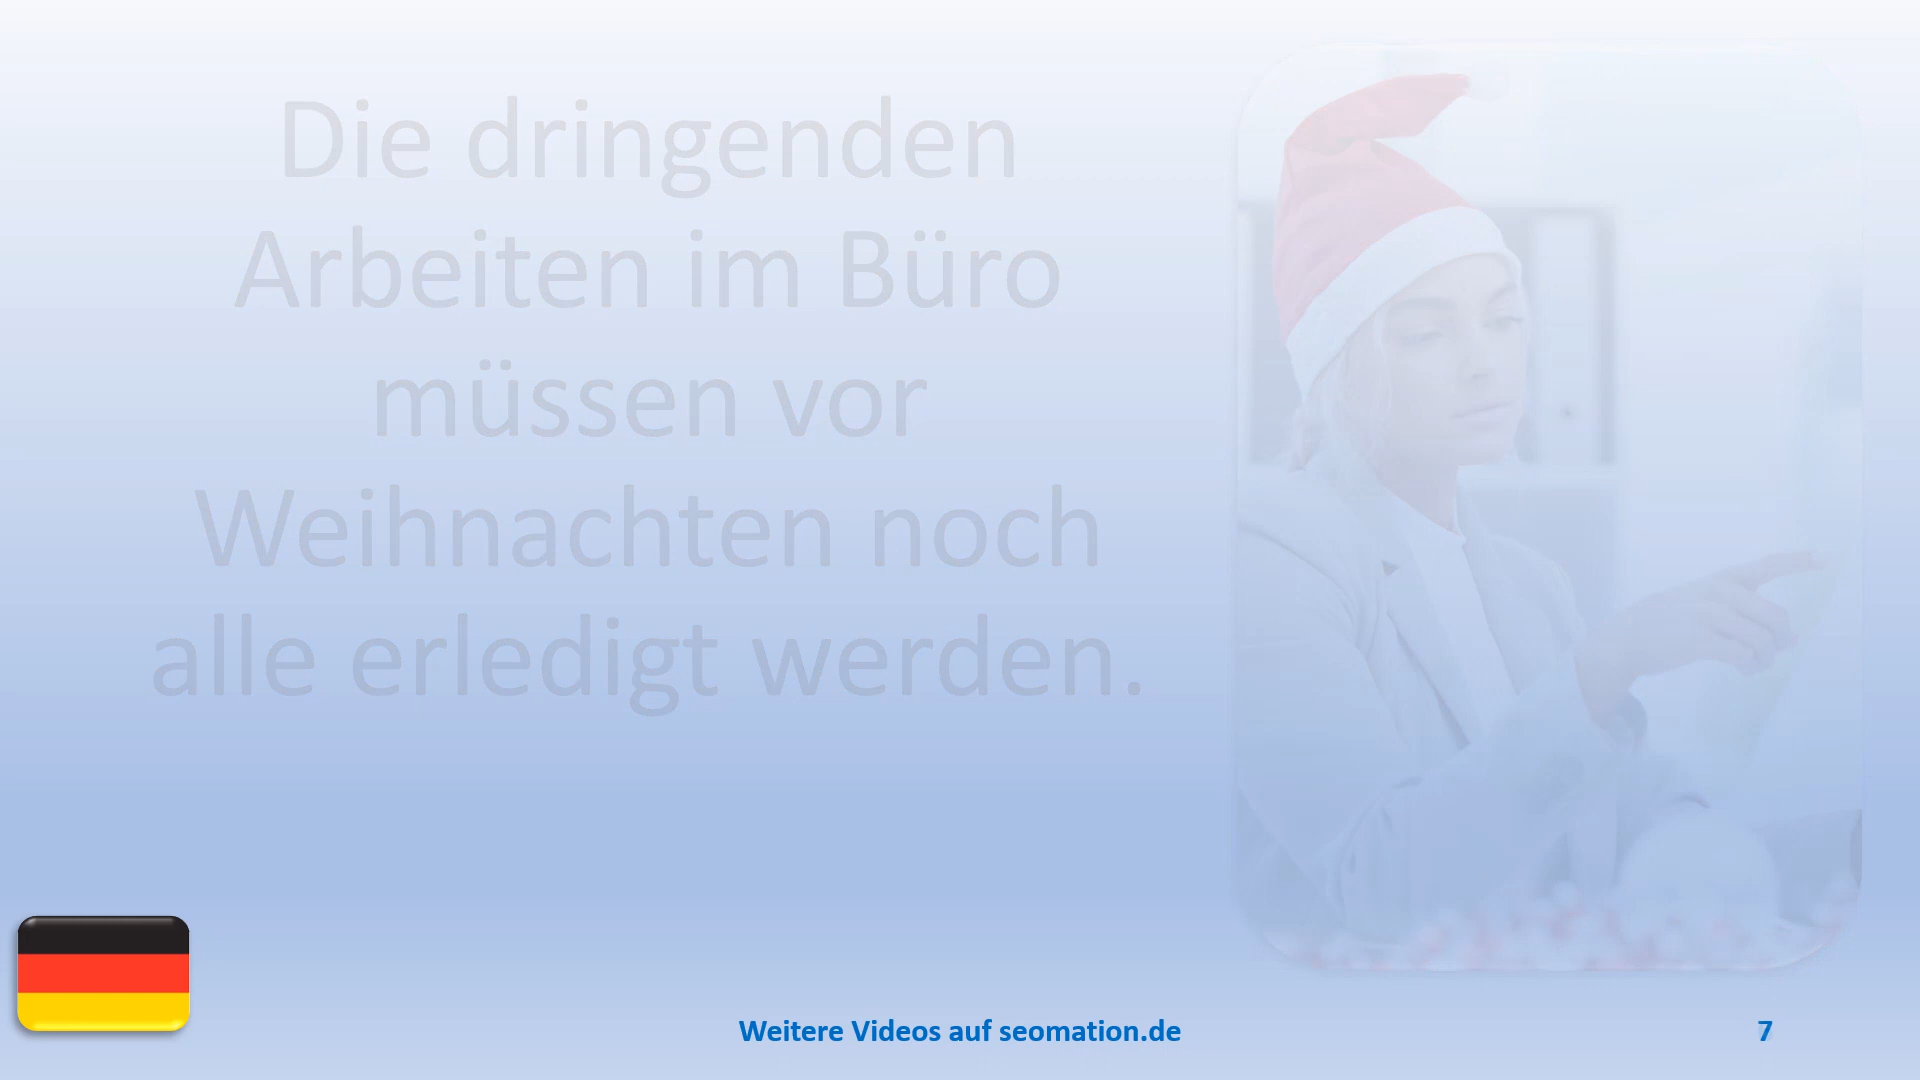 Die dringenden
Arbeiten im Büro
müssen vor
Weihnachten noch
alle erledigt werden.
Weitere Videos auf seomation.de
7